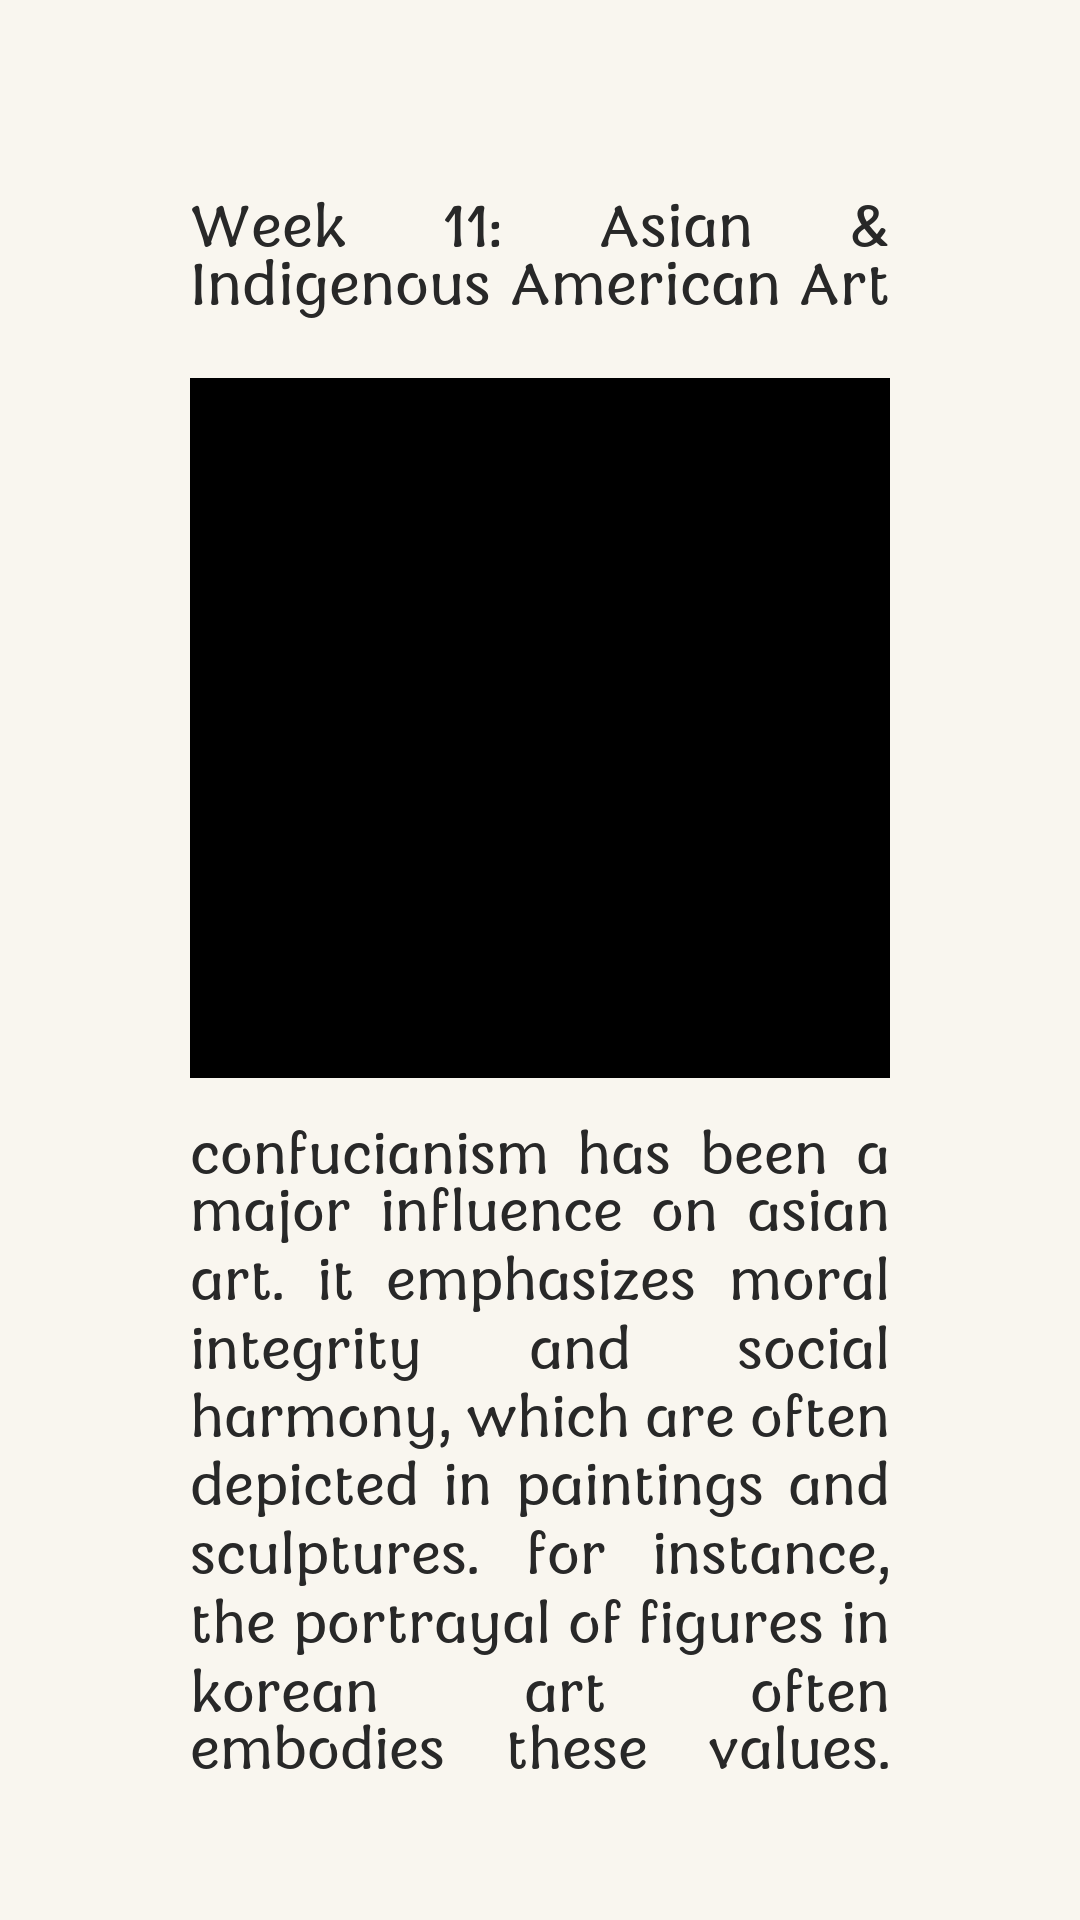 Week 11: Asian &
Indigenous American Art
confucianism has been a
major influence on asian
art. it emphasizes moral
integrity and social
harmony, which are often
depicted in paintings and
sculptures. for instance,
the portrayal of figures in
korean art often
embodies these values.